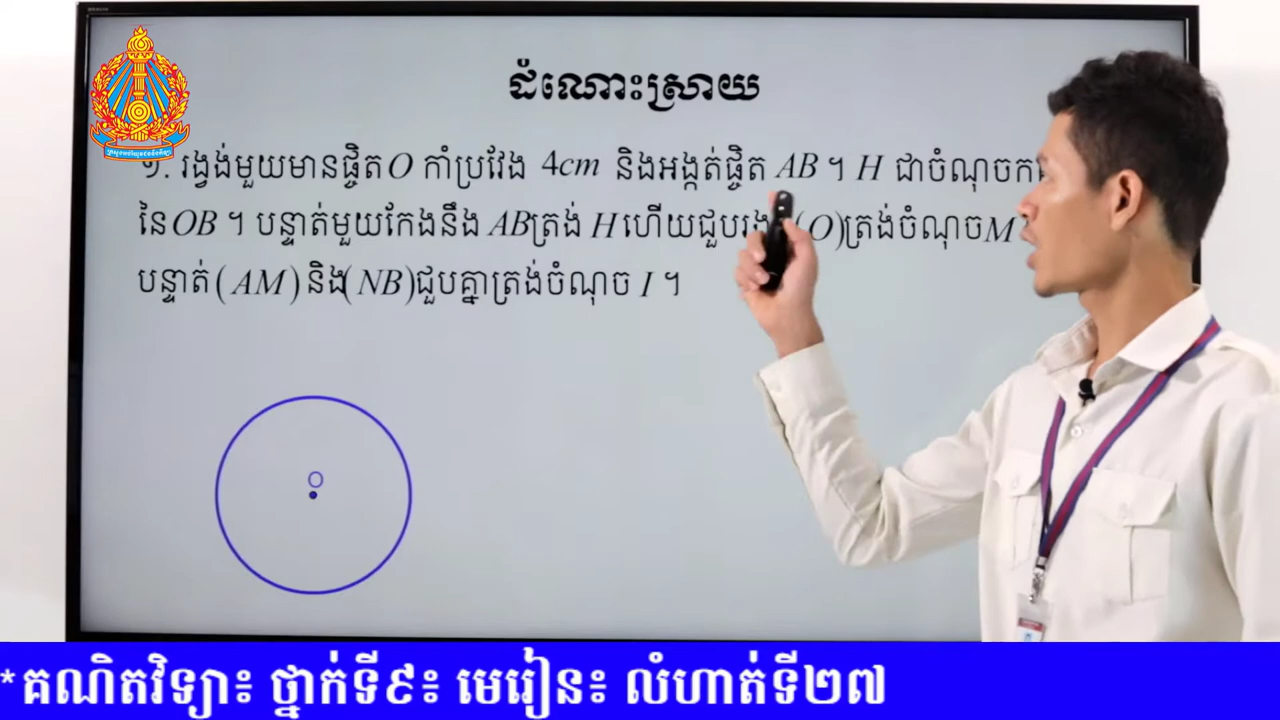 ដំណោះស្រាយ
១. រង្វង់មួយមានផ្ចិត O កាំប្រវែង 4cm និងអង្កត់ផ្ចិត AB ។ H ជាចំណុច
នៃ OB ។ បន្ទាត់មួយកែងនឹង AB ត្រង់ H ហើយជួប (O) ត្រង់ចំណុច M
បន្ទាត់ (AM) និង (NB) ជួបគ្នាត្រង់ចំណុច I ។
O
*គណិតវិទ្យា៖ ថ្នាក់ទី៩៖ មេរៀន៖ លំហាត់ទី២៧